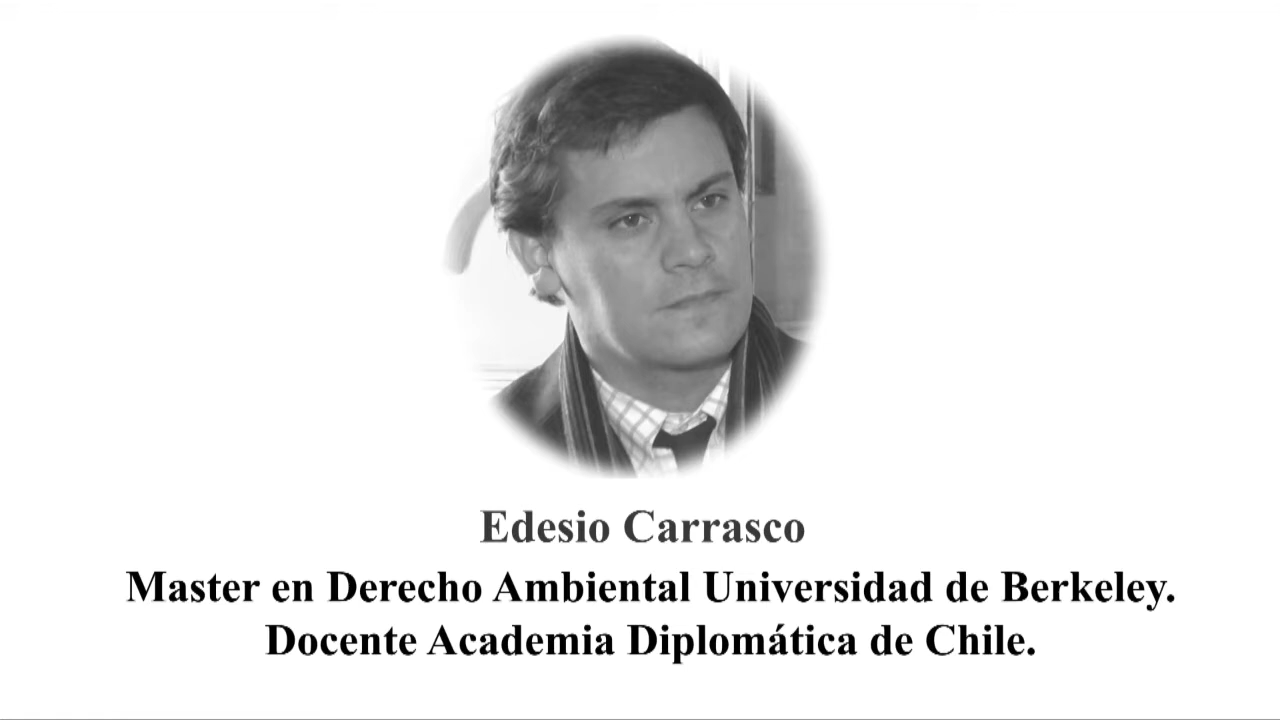 Edesio Carrasco
Master en Derecho Ambiental Universidad de Berkeley.
Docente Academia Diplomática de Chile.